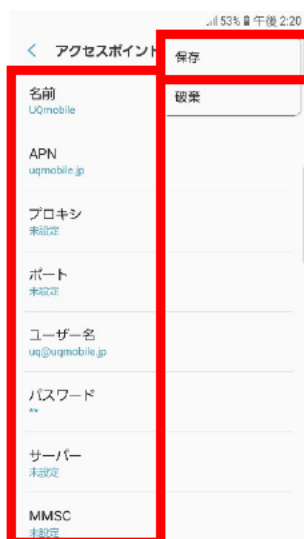 53% 午後 2:20
アクセスポイント
保存
破棄
名前
UQmobile
APN
uqmobile.jp
プロキシ
未設定
ポート
未設定
ユーザー名
uq@uqmobile.jp
パスワード
**
サーバー
未設定
MMSC
未設定